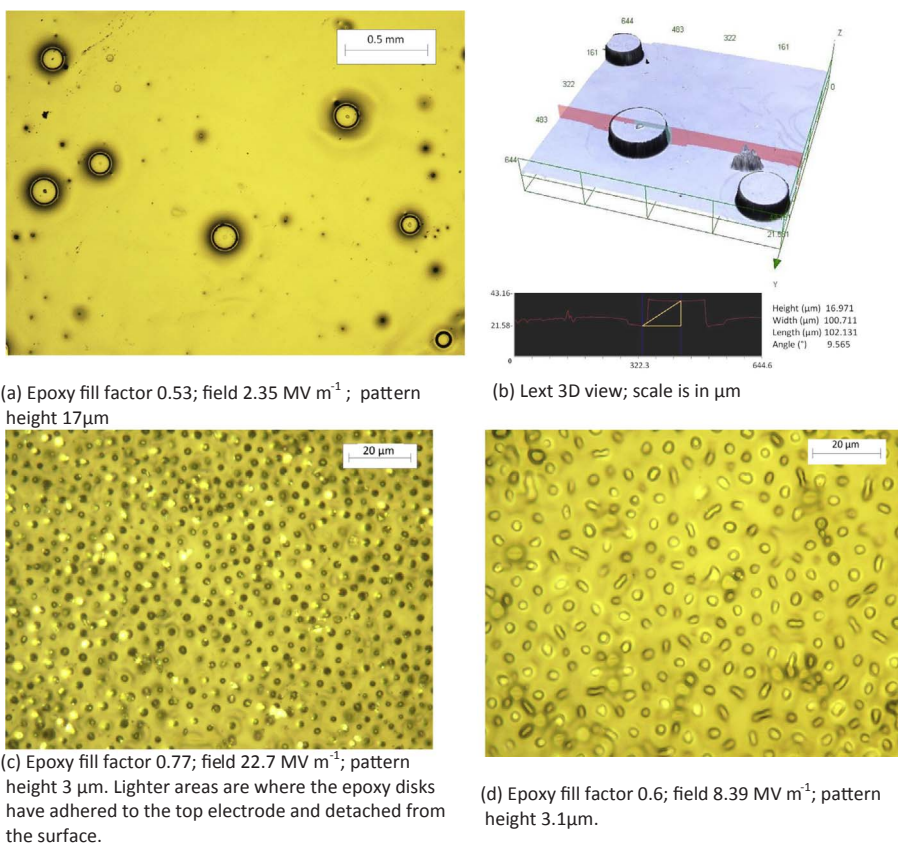 0.5 mm
(a) Epoxy fill factor 0.53; field 2.35 MV m-1 ; pattern
height 17µm
644
483
322
161
Z
0
161
322
483
644
Y
43.16
21.58
0
322.3
644.6
Height (µm) 16.971
Width (µm) 100.711
Length (µm) 102.131
Angle (°) 9.565
(b) Lext 3D view; scale is in µm
20 µm
(c) Epoxy fill factor 0.77; field 22.7 MV m-1; pattern
height 3 µm. Lighter areas are where the epoxy disks
have adhered to the top electrode and detached from
the surface.
20 µm
(d) Epoxy fill factor 0.6; field 8.39 MV m-1; pattern
height 3.1µm.